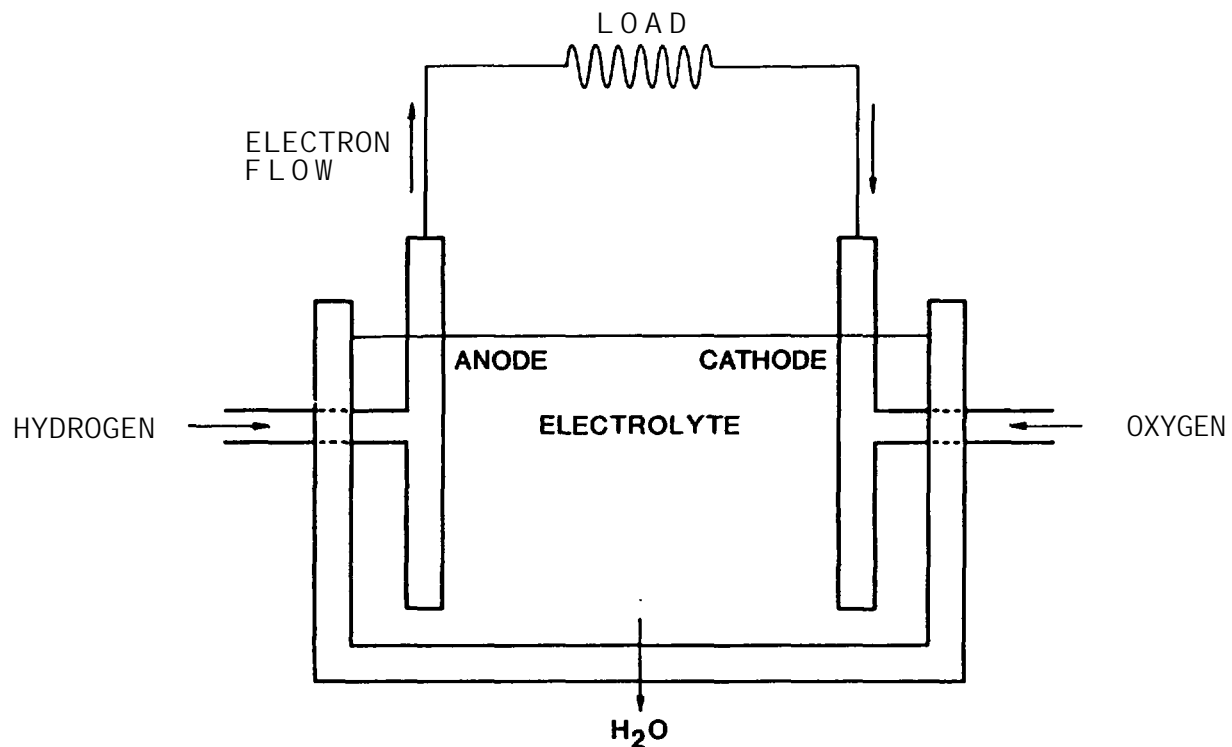 LOAD
ELECTRON
FLOW
ANODE
CATHODE
HYDROGEN
ELECTROLYTE
OXYGEN
H₂O